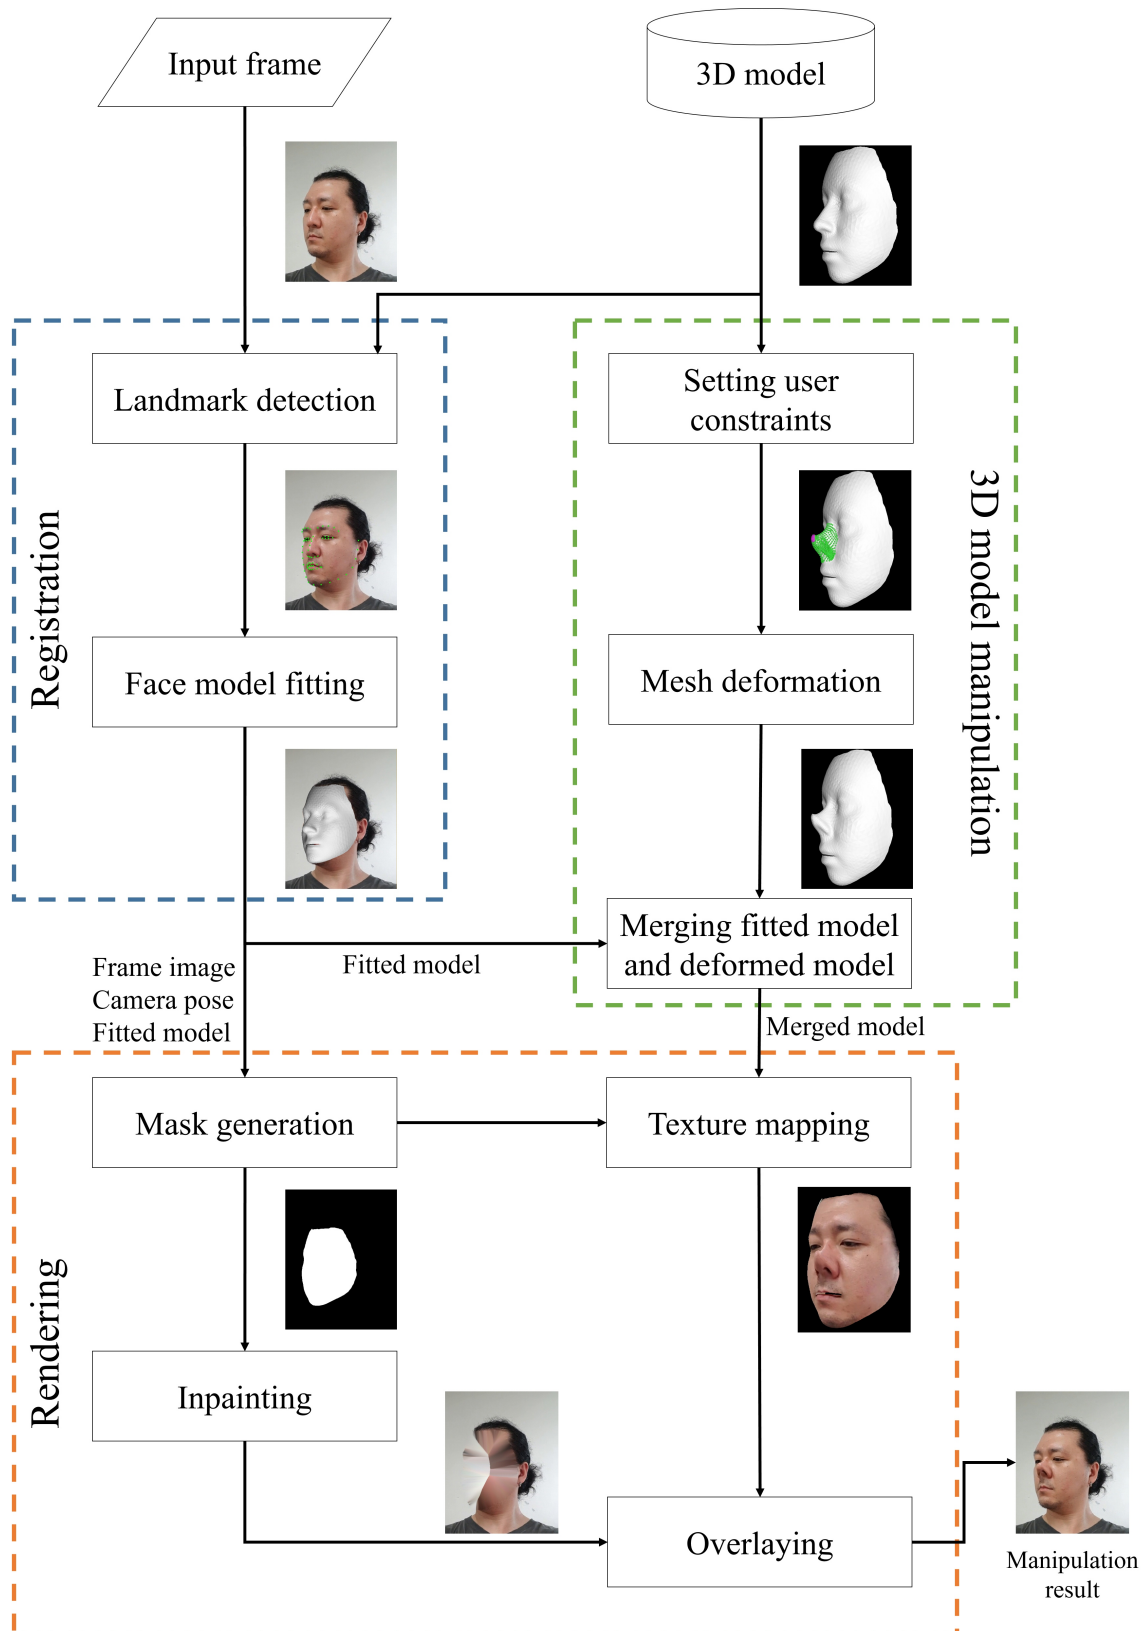 Input frame
3D model
Landmark detection
Setting user
constraints
Registration
3D model manipulation
Face model fitting
Mesh deformation
Merging fitted model
and deformed model
Fitted model
Frame image
Camera pose
Fitted model
Merged model
Mask generation
Texture mapping
Rendering
Inpainting
Overlaying
Manipulation
result